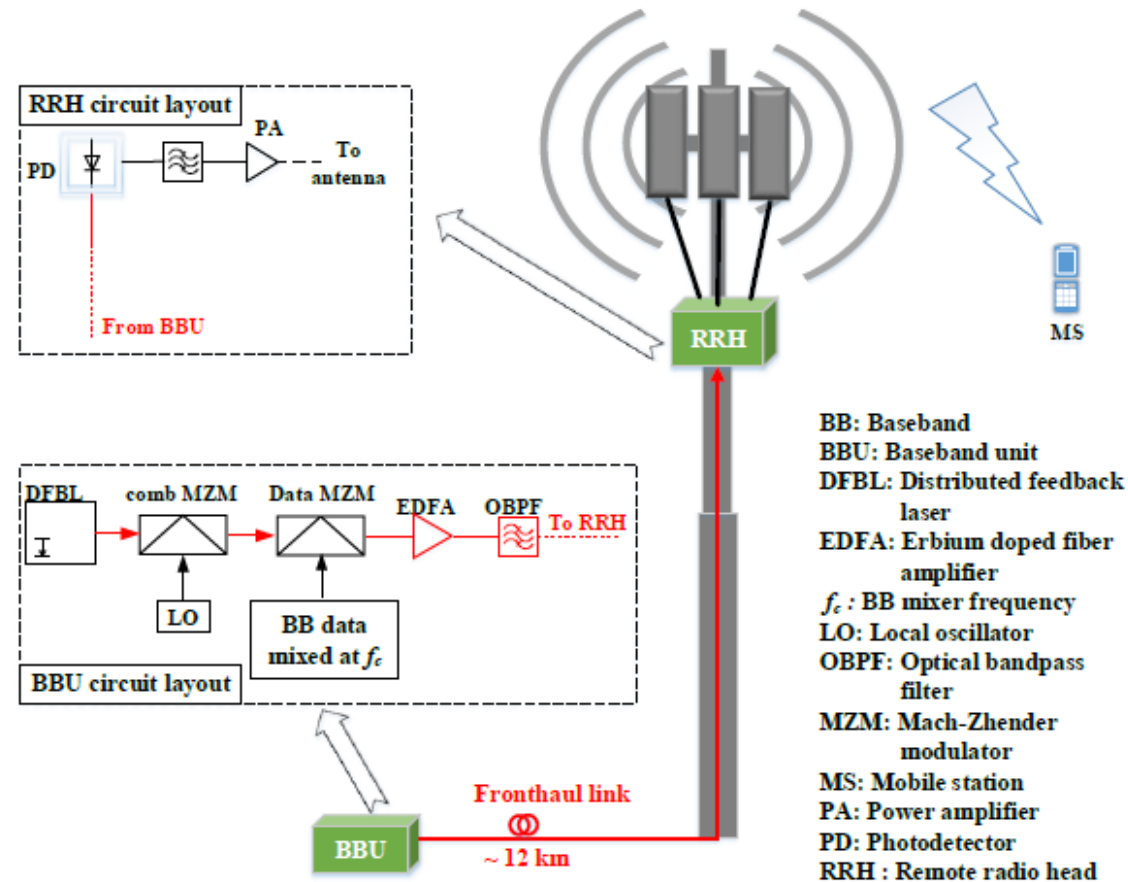 RRH circuit layout
PA
PD
To
antenna
From BBU
RRH
MS
DFBL
comb MZM
Data MZM
EDFA
OBPF
To RRH
LO
BB data
mixed at fc
BBU circuit layout
Fronthaul link
BBU
~ 12 km
BB: Baseband
BBU: Baseband unit
DFBL: Distributed feedback
laser
EDFA: Erbium doped fiber
amplifier
fc : BB mixer frequency
LO: Local oscillator
OBPF: Optical bandpass
filter
MZM: Mach-Zhender
modulator
MS: Mobile station
PA: Power amplifier
PD: Photodetector
RRH : Remote radio head